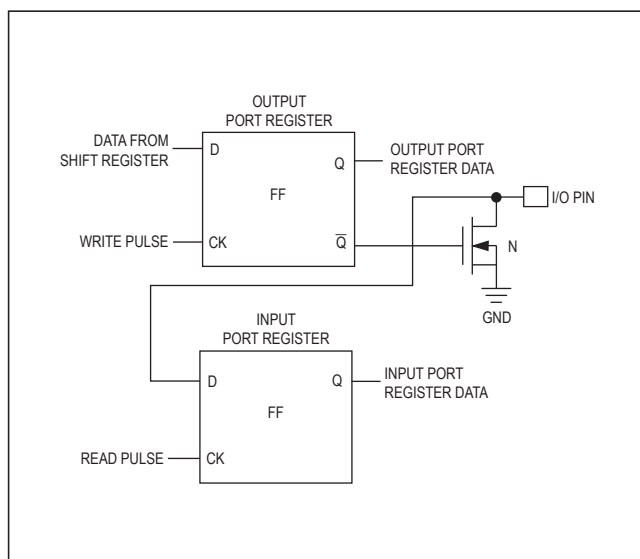 OUTPUT
PORT REGISTER
DATA FROM
SHIFT REGISTER
D
Q
OUTPUT PORT
REGISTER DATA
FF
I/O PIN
WRITE PULSE
CK
Q̅
N
GND
INPUT
PORT REGISTER
D
Q
INPUT PORT
REGISTER DATA
FF
READ PULSE
CK